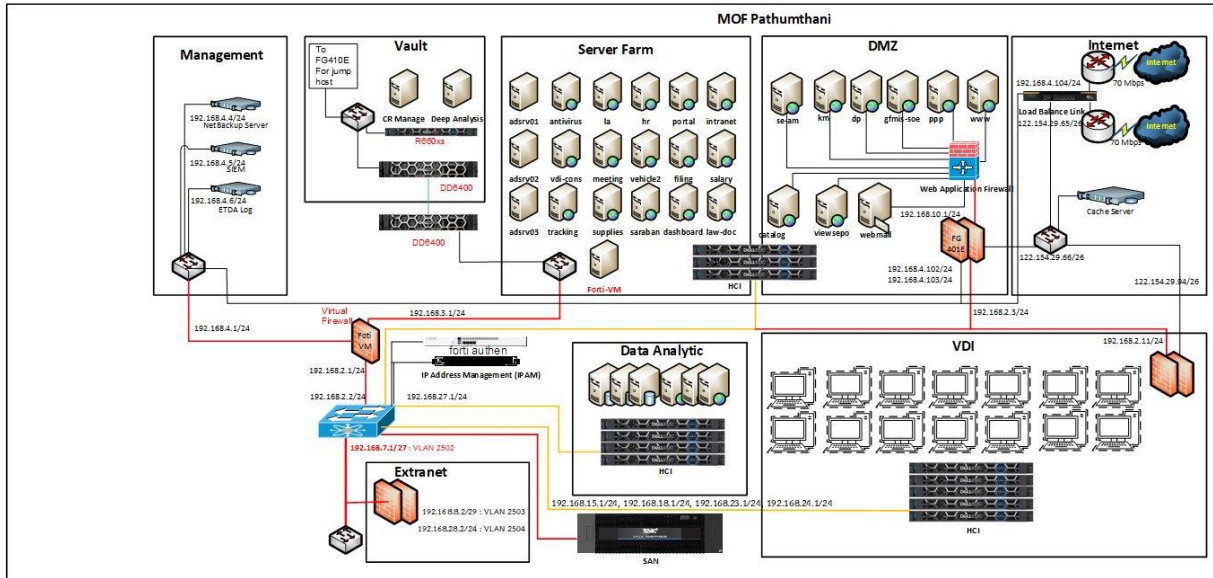 MOF Pathumthani
Management
192.168.4.4/24
NetBackup Server
192.168.4.5/24
SIEM
192.168.4.6/24
ETDA Log
192.168.4.1/24
Vault
To
FG410E
For jump
host
CR Manage
Deep Analysis
R660xs
DD6400
DD6400
Server Farm
adsrv01
antivirus
la
hr
portal
intranet
adsrv02
vdi-cons
meeting
vehicle2
filing
salary
adsrv03
tracking
supplies
saraban
dashboard
law-doc
Forti-VM
HCI
DMZ
se-am
km
dp
gfmis-soe
ppp
www
Web Application Firewall
catalog
viewsepo
webmail
192.168.10.1/24
FG
401E
192.168.4.102/24
192.168.4.103/24
Internet
192.168.4.104/24
Internet
70 Mbps
Load Balance Link
122.154.29.65/26
Internet
70 Mbps
Cache Server
122.154.29.66/26
122.154.29.94/26
192.168.2.3/24
192.168.2.11/24
Virtual
Firewall
Foti
VM
192.168.3.1/24
forti authen
IP Address Management (IPAM)
192.168.2.1/24
192.168.2.2/24
192.168.27.1/24
192.168.7.1/27 : VLAN 2502
Extranet
192.168.8.2/29 : VLAN 2503
192.168.28.2/24 : VLAN 2504
Data Analytic
HCI
192.168.15.1/24, 192.168.18.1/24, 192.168.23.1/24, 192.168.24.1/24
SAN
VDI
HCI